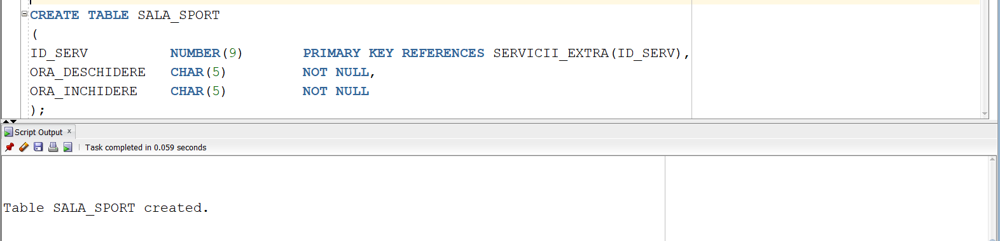 CREATE TABLE SALA_SPORT
(
ID_SERV NUMBER(9) PRIMARY KEY REFERENCES SERVICII_EXTRA(ID_SERV),
ORA_DESCHIDERE CHAR(5) NOT NULL,
ORA_INCHIDERE CHAR(5) NOT NULL
);
Script Output x
Task completed in 0.059 seconds
Table SALA_SPORT created.